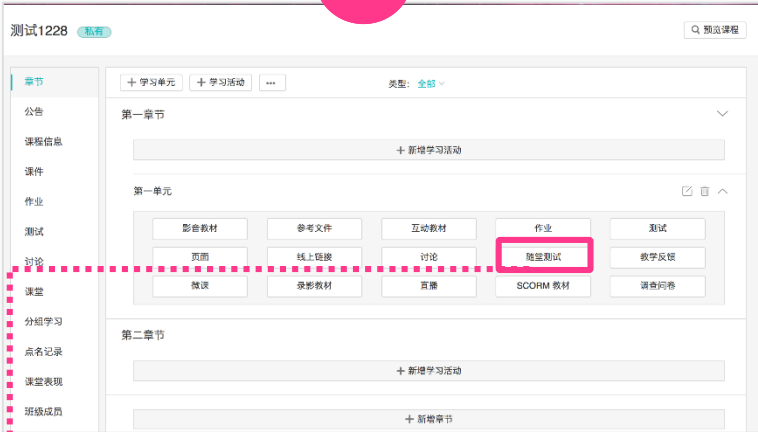 测试1228 私有 预览课程
章节
公告
课程信息
课件
作业
测试
讨论
课堂
分组学习
点名记录
课堂表现
班级成员
+ 学习单元 + 学习活动 ... 类型: 全部
第一章节
+ 新增学习活动
第一单元
影音教材 参考文件 互动教材 作业 测试
页面 线上链接 讨论 随堂测试 教学反馈
微课 录影教材 直播 SCORM 教材 调查问卷
第二章节
+ 新增学习活动
+ 新增章节